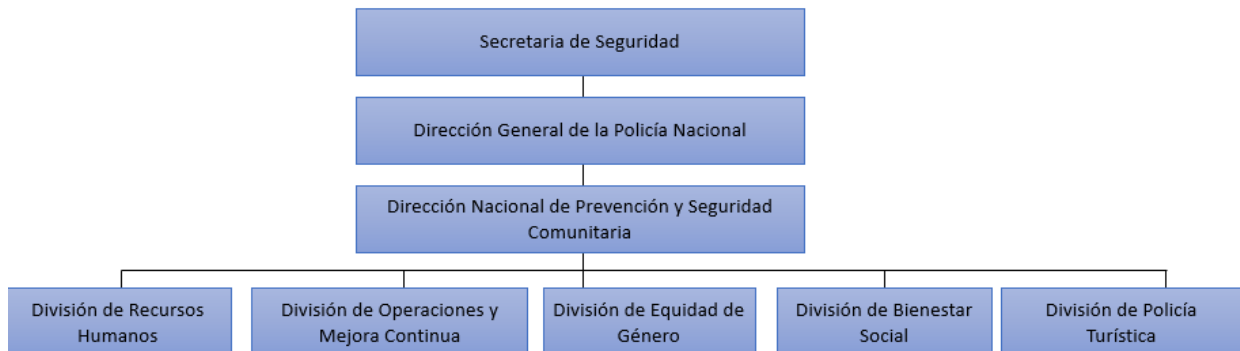 Secretaria de Seguridad
Dirección General de la Policía Nacional
Dirección Nacional de Prevención y Seguridad
Comunitaria
División de Recursos
Humanos
División de Operaciones y
Mejora Continua
División de Equidad de
Género
División de Bienestar
Social
División de Policía
Turística